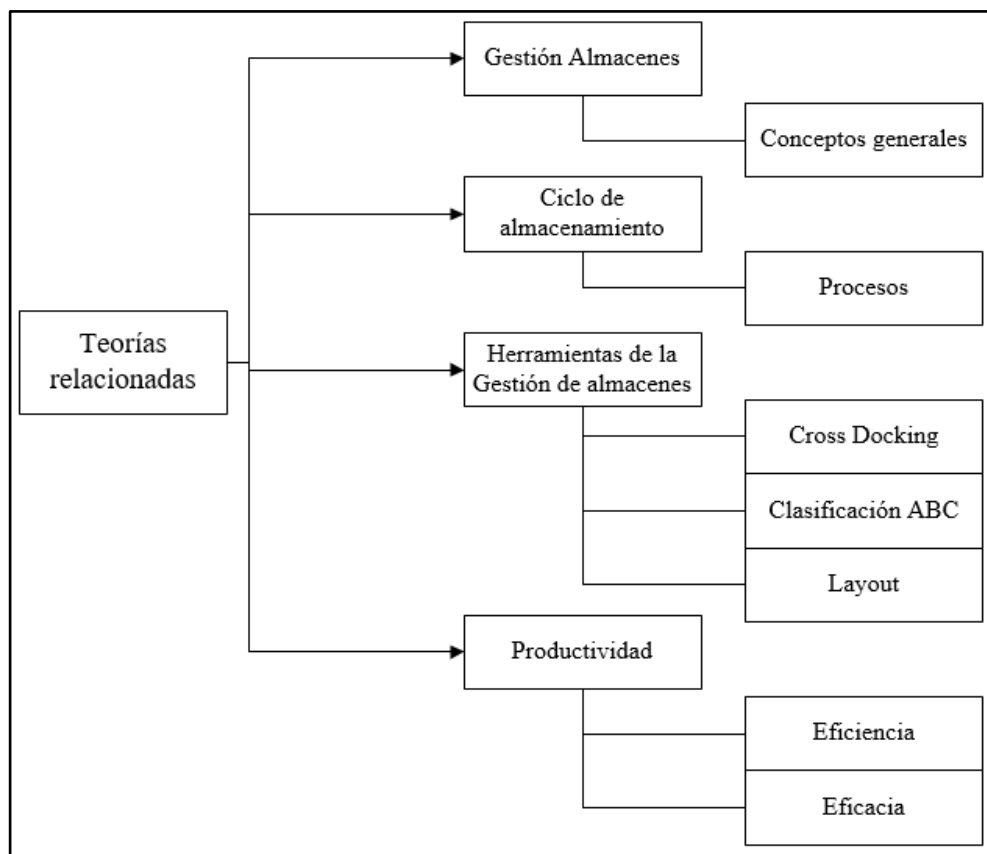 Gestión Almacenes
Conceptos generales
Ciclo de
almacenamiento
Procesos
Teorías
relacionadas
Herramientas de la
Gestión de almacenes
Cross Docking
Clasificación ABC
Layout
Productividad
Eficiencia
Eficacia